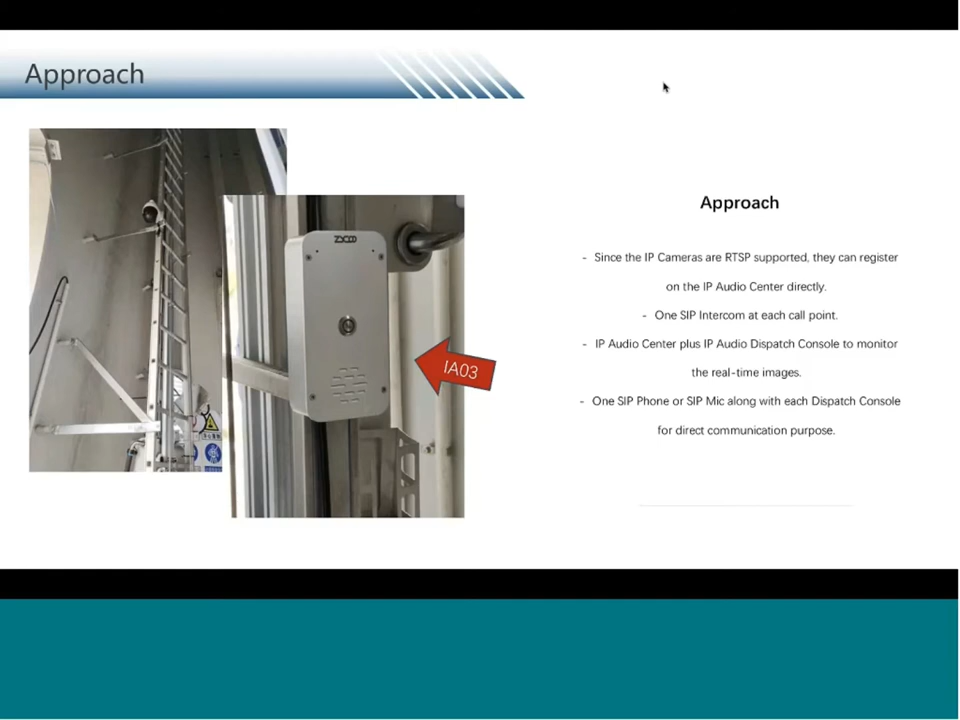 Approach
ZYCOO
IA03
Approach
- Since the IP Cameras are RTSP supported, they can register
on the IP Audio Center directly.
- One SIP Intercom at each call point.
- IP Audio Center plus IP Audio Dispatch Console to monitor
the real-time images.
- One SIP Phone or SIP Mic along with each Dispatch Console
for direct communication purpose.